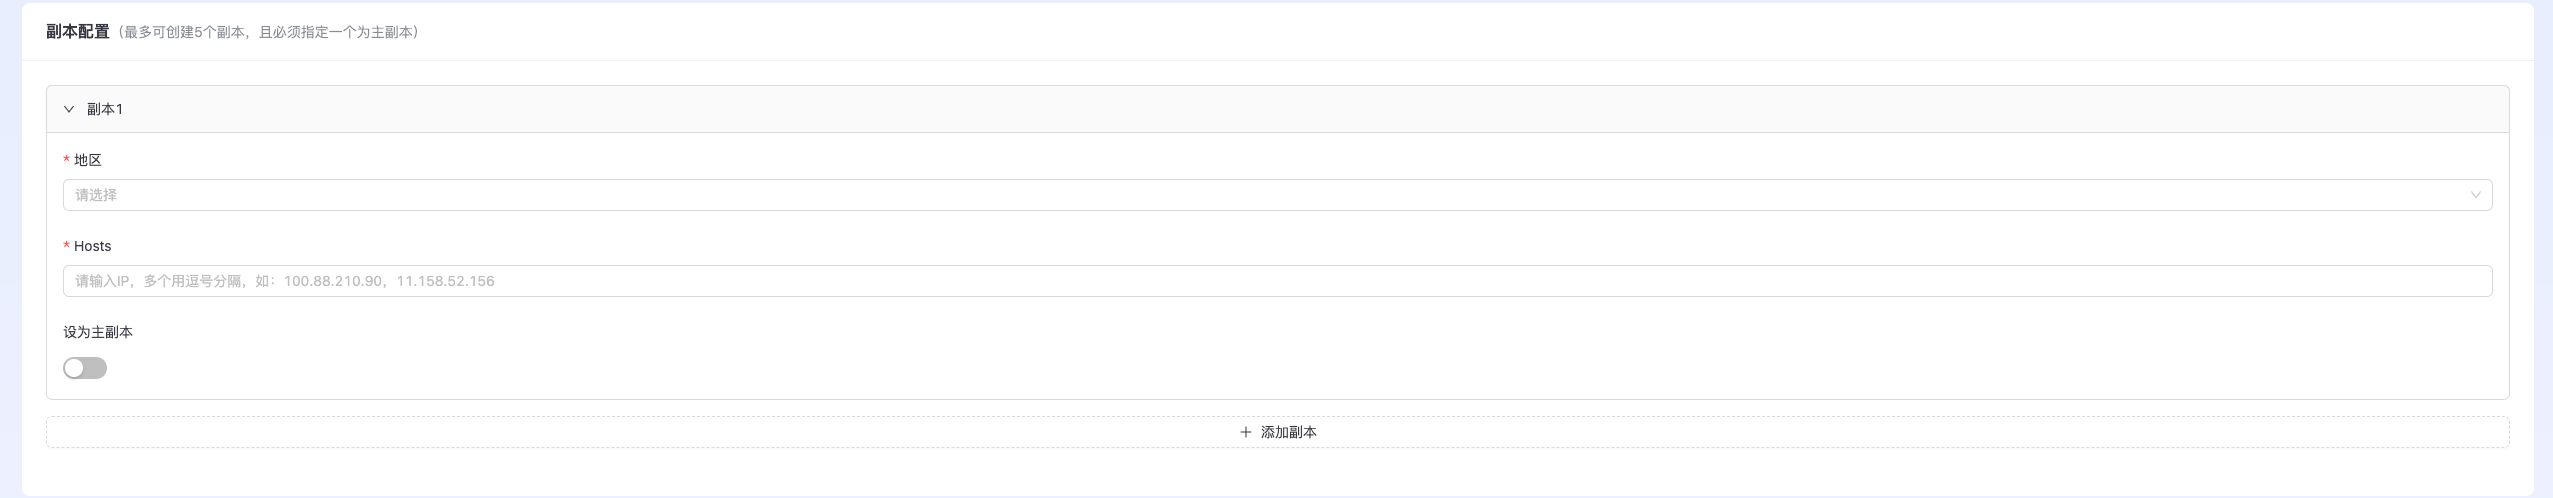 副本配置（最多可创建5个副本，且必须指定一个为主副本）
副本1
* 地区
请选择
* Hosts
请输入IP，多个用逗号分隔，如：100.88.210.90，11.158.52.156
设为主副本
添加副本